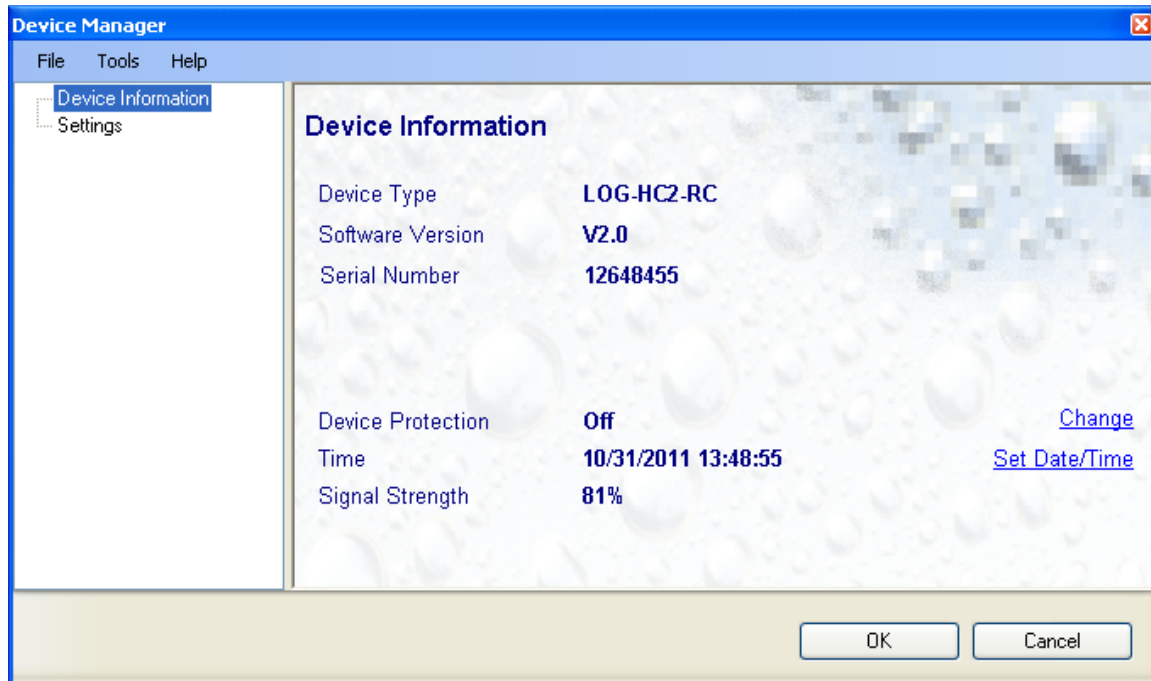 Device Manager
File Tools Help
Device Information
Settings
Device Information
Device Type LOG-HC2-RC
Software Version V2.0
Serial Number 12648455
Device Protection Off Change
Time 10/31/2011 13:48:55 Set Date/Time
Signal Strength 81%
OK Cancel